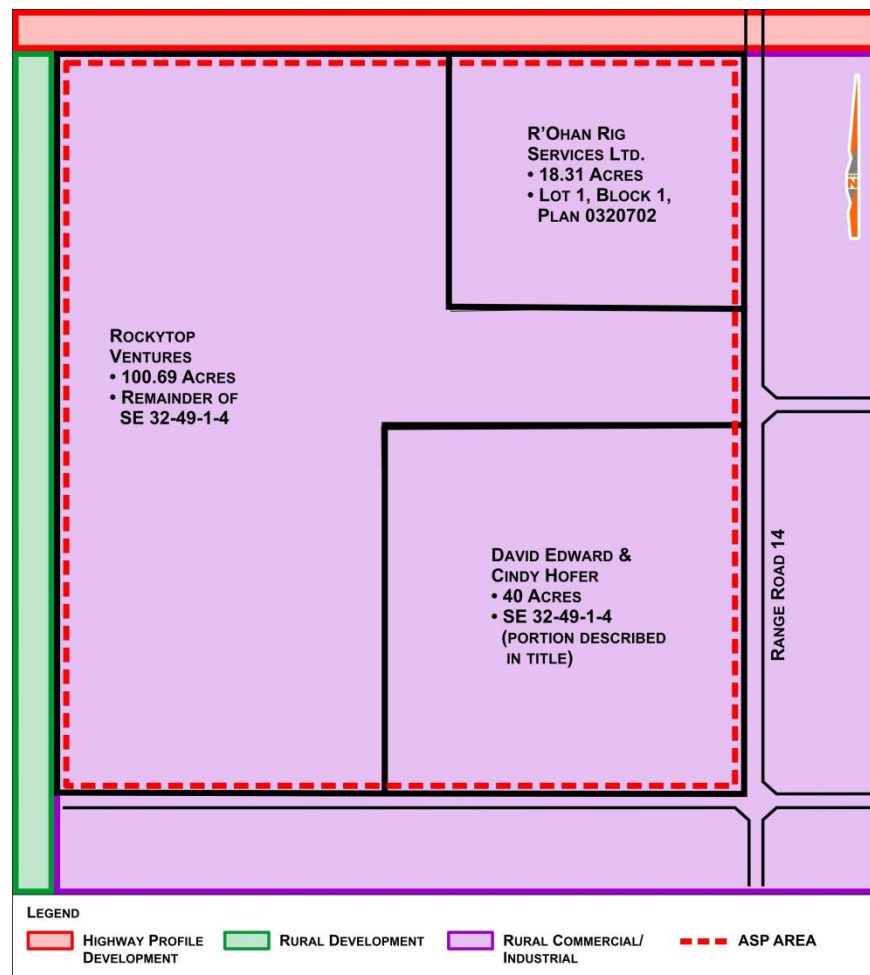 R'OHAN RIG
SERVICES LTD.
• 18.31 ACRES
• LOT 1, BLOCK 1,
PLAN 0320702
N
ROCKYTOP
VENTURES
• 100.69 ACRES
• REMAINDER OF
SE 32-49-1-4
DAVID EDWARD &
CINDY HOFER
• 40 ACRES
• SE 32-49-1-4
(PORTION DESCRIBED
IN TITLE)
RANGE ROAD 14
LEGEND
HIGHWAY PROFILE
DEVELOPMENT
RURAL DEVELOPMENT
RURAL COMMERCIAL/
INDUSTRIAL
ASP AREA